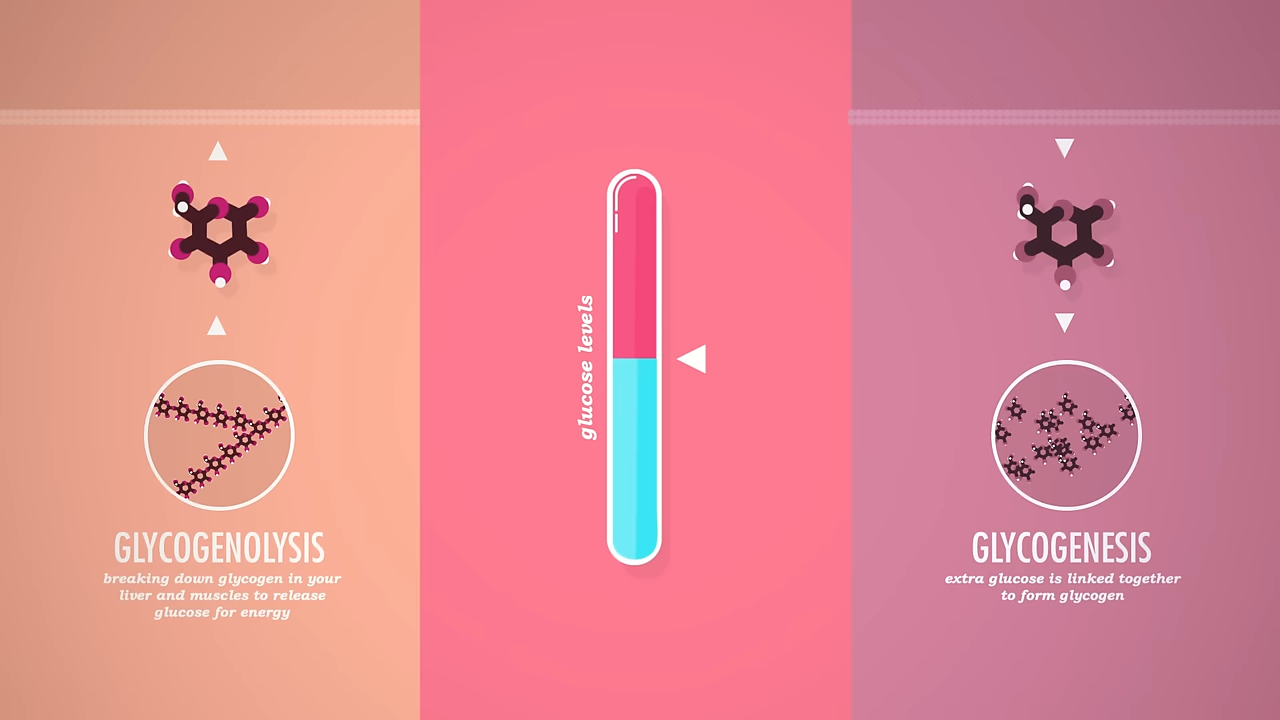 GLYCOGENOLYSIS
breaking down glycogen in your
liver and muscles to release
glucose for energy
glucose levels
GLYCOGENESIS
extra glucose is linked together
to form glycogen